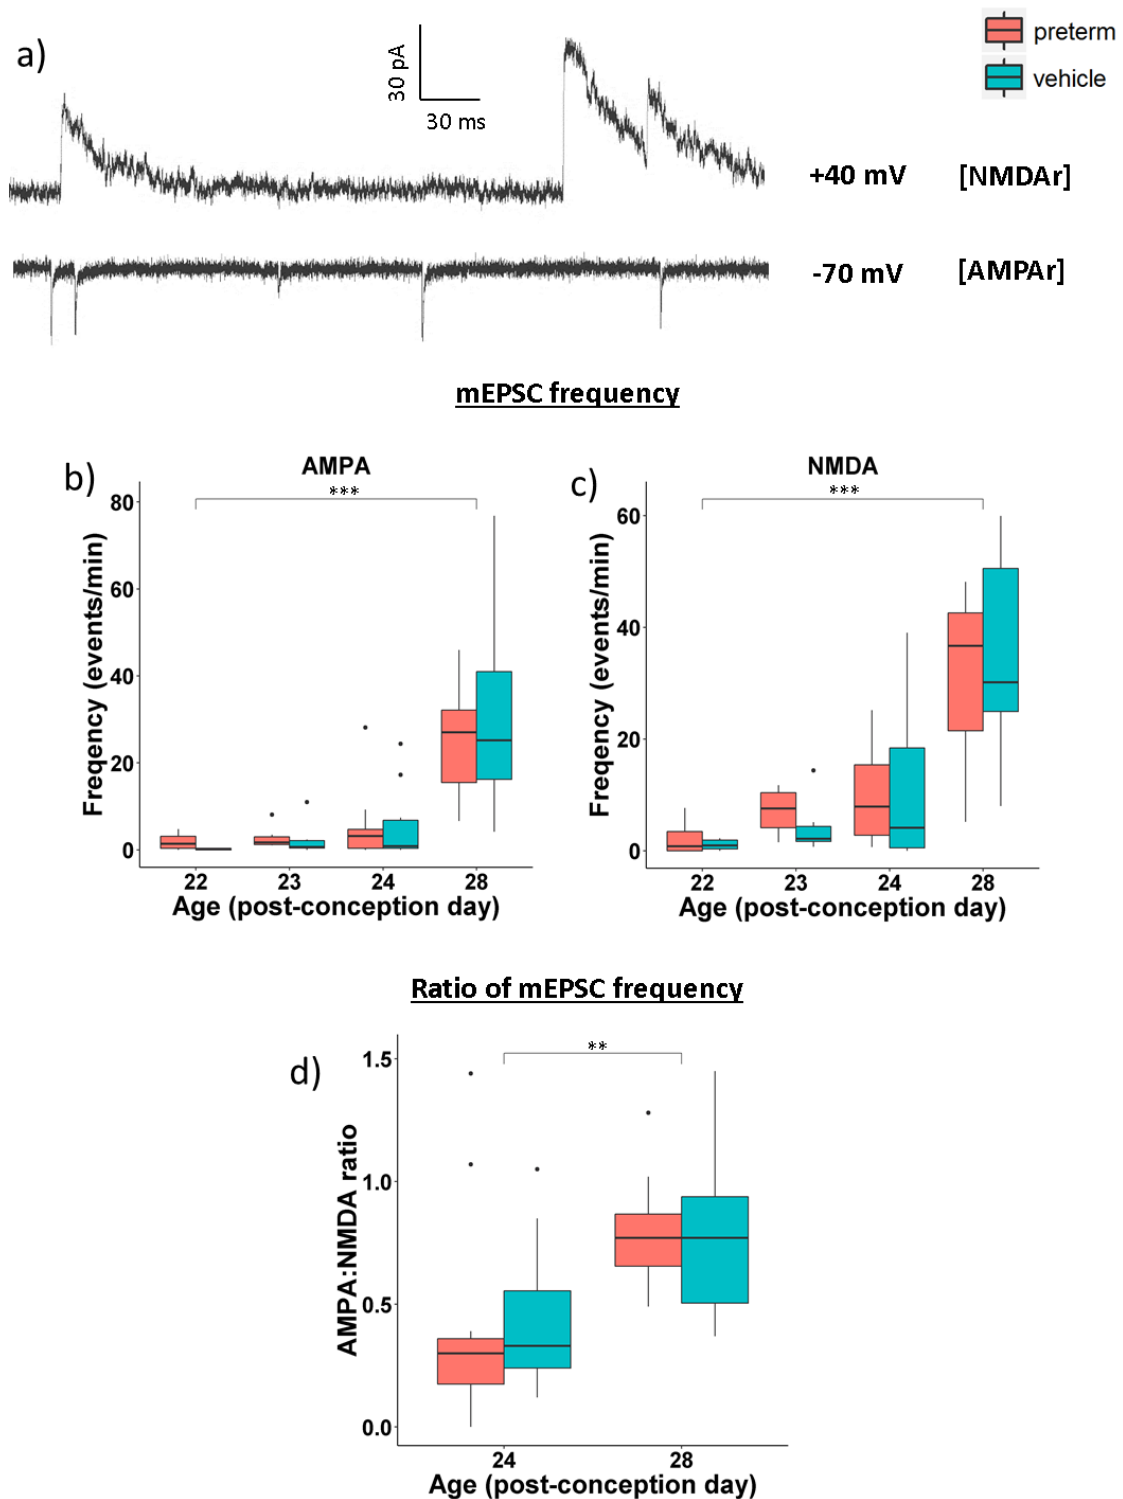 a)
preterm
vehicle
30 pA
30 ms
+40 mV [NMDAr]
-70 mV [AMPAr]
mEPSC frequency
b)
AMPA
***
80
60
40
20
0
Freqency (events/min)
22 23 24 28
Age (post-conception day)
c)
NMDA
***
60
40
20
0
Freqency (events/min)
22 23 24 28
Age (post-conception day)
Ratio of mEPSC frequency
d)
**
1.5
1.0
0.5
0.0
AMPA:NMDA ratio
24 28
Age (post-conception day)